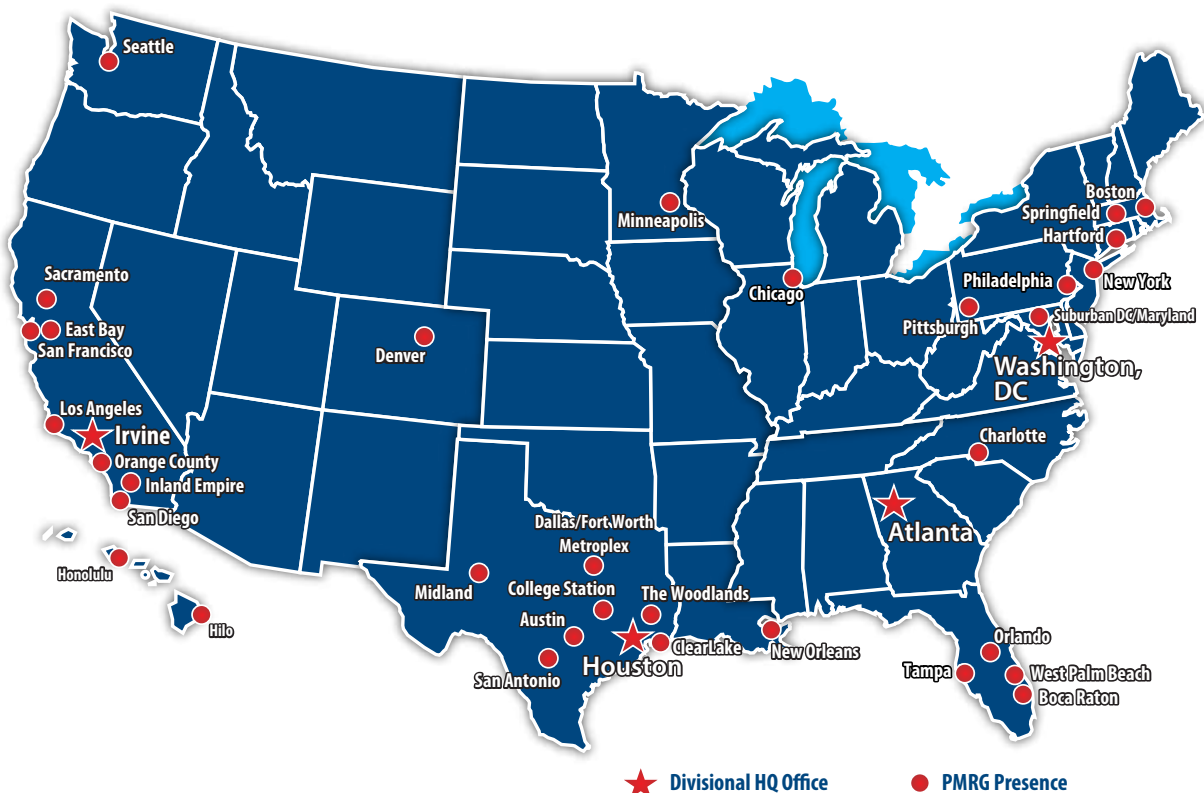 Seattle
Boston
Springfield
Minneapolis
Hartford
Sacramento
Philadelphia
New York
Chicago
Suburban DC/Maryland
East Bay
Pittsburgh
San Francisco
Denver
Washington,
DC
Los Angeles
Irvine
Charlotte
Orange County
Inland Empire
San Diego
Dallas/Fort Worth
Metroplex
Atlanta
Honolulu
Midland
College Station
The Woodlands
Austin
Hilo
Orlando
ClearLake
New Orleans
Houston
Tampa
West Palm Beach
San Antonio
Boca Raton
Divisional HQ Office
PMRG Presence